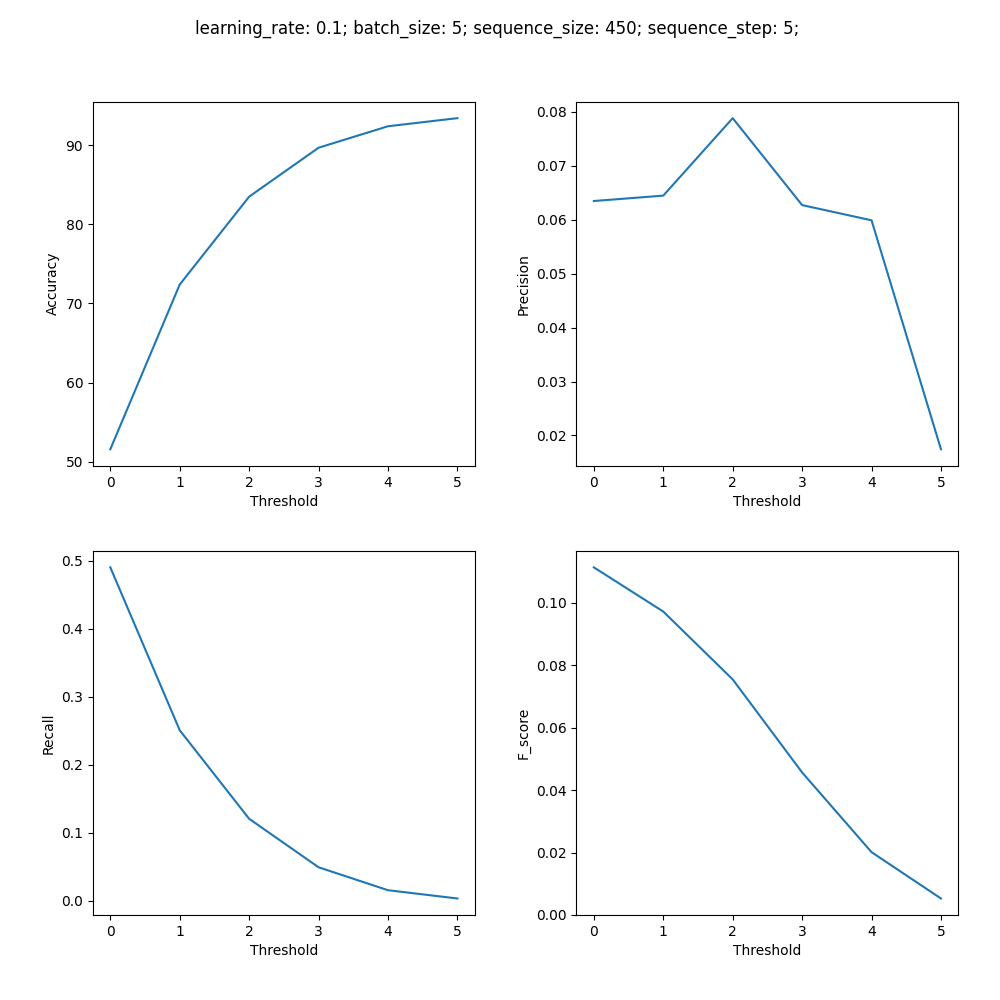 learning_rate: 0.1; batch_size: 5; sequence_size: 450; sequence_step: 5;
Accuracy
90
80
70
60
50
0 1 2 3 4 5
Threshold
Precision
0.08
0.07
0.06
0.05
0.04
0.03
0.02
0 1 2 3 4 5
Threshold
Recall
0.5
0.4
0.3
0.2
0.1
0.0
0 1 2 3 4 5
Threshold
F_score
0.10
0.08
0.06
0.04
0.02
0.00
0 1 2 3 4 5
Threshold